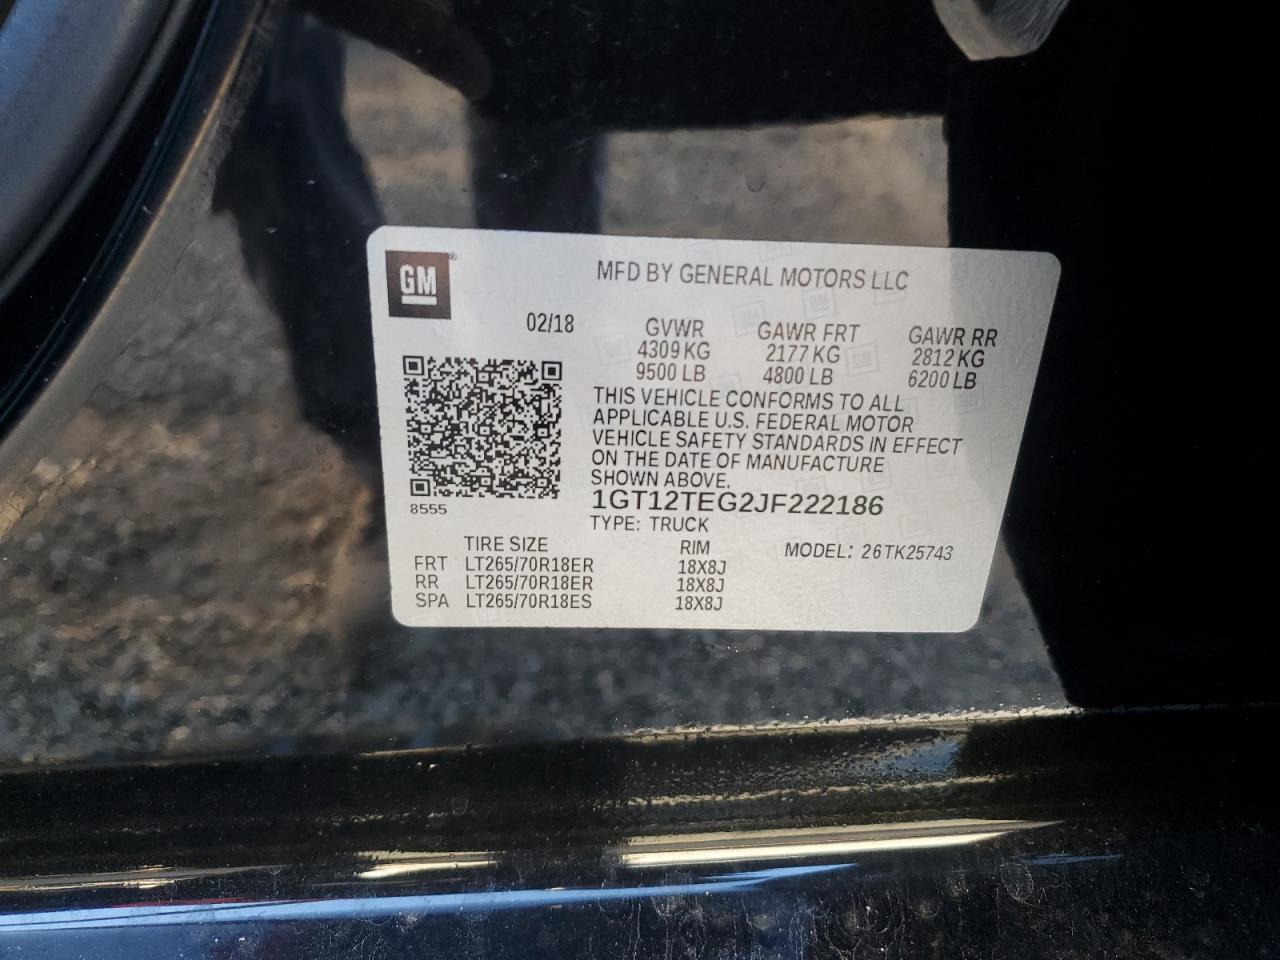 GM®
MFD BY GENERAL MOTORS LLC
02/18 GVWR GAWR FRT GAWR RR
4309 KG 2177 KG 2812 KG
9500 LB 4800 LB 6200 LB
THIS VEHICLE CONFORMS TO ALL
APPLICABLE U.S. FEDERAL MOTOR
VEHICLE SAFETY STANDARDS IN EFFECT
ON THE DATE OF MANUFACTURE
SHOWN ABOVE.
8555
1GT12TEG2JF222186
TYPE: TRUCK
TIRE SIZE RIM MODEL: 26TK25743
FRT LT265/70R18ER 18X8J
RR LT265/70R18ER 18X8J
SPA LT265/70R18ES 18X8J